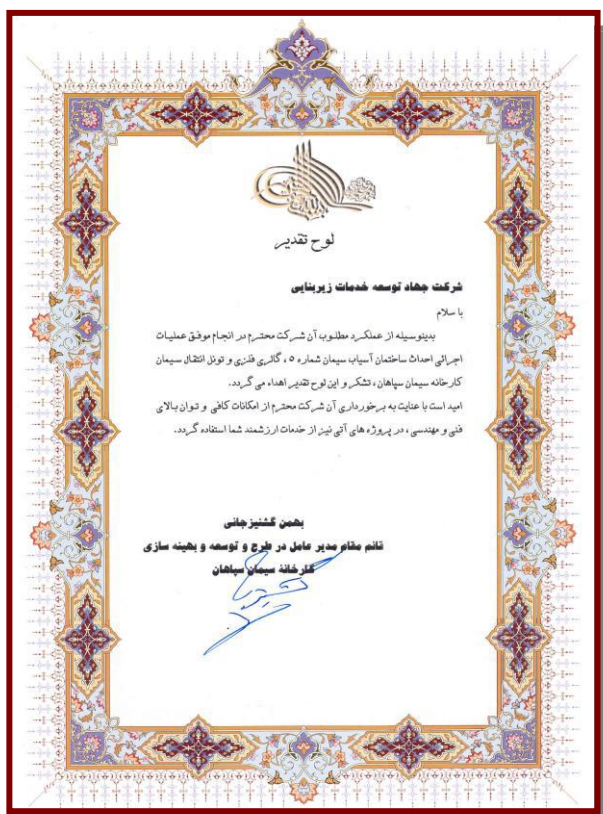 لوح تقدیر
شرکت جهاد توسعه خدمات زیربنایی
با سلام
بدینوسیله از عملکرد مطلوب آن شرکت محترم در انجام موفق عملیات
اجرائی احداث ساختمان آسیاب سیمان شماره ۵ ، گالری فلزی و تونل انتقال سیمان
کارخانه سیمان سپاهان ، تشکر و این لوح تقدیر اهداء می گردد.
امید است با عنایت به برخورداری آن شرکت محترم از امکانات کافی و توان بالای
فنی و مهندسی ، در پروژه های آتی نیز از خدمات ارزشمند شما استفاده گردد.
بهمن گشنیزجانی
قائم مقام مدیر عامل در طرح و توسعه و بهینه سازی
کارخانه سیمان سپاهان